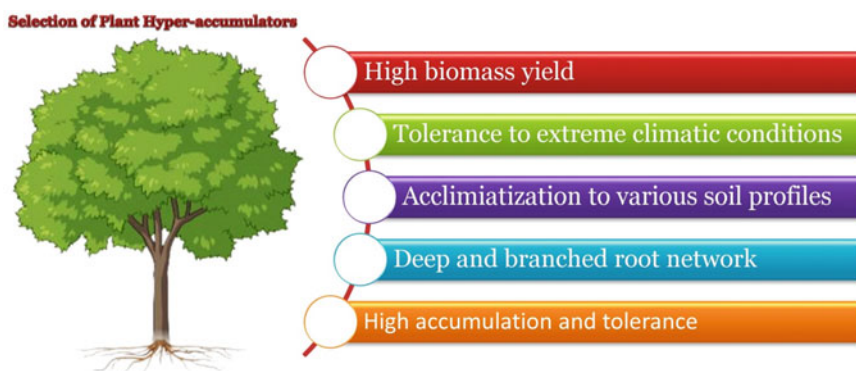 Selection of Plant Hyper-accumulators
High biomass yield
Tolerance to extreme climatic conditions
Acclimiatization to various soil profiles
Deep and branched root network
High accumulation and tolerance